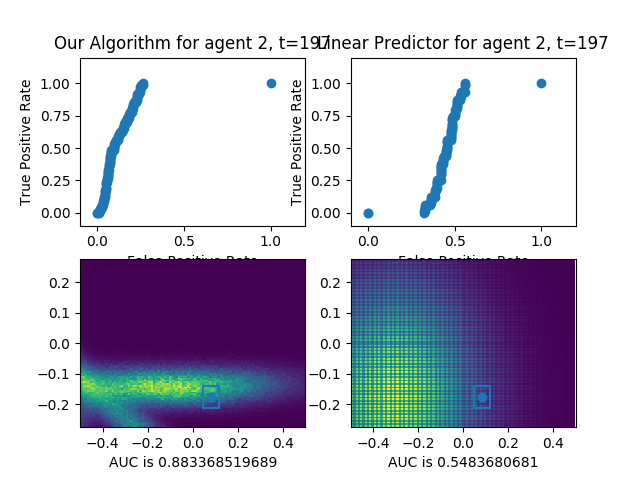 Our Algorithm for agent 2, t=197
Linear Predictor for agent 2, t=197
True Positive Rate
1.00
0.75
0.50
0.25
0.00
0.0 0.5 1.0
False Positive Rate
True Positive Rate
1.00
0.75
0.50
0.25
0.00
0.0 0.5 1.0
False Positive Rate
0.2
0.1
0.0
−0.1
−0.2
−0.4 −0.2 0.0 0.2 0.4
AUC is 0.883368519689
0.2
0.1
0.0
−0.1
−0.2
−0.4 −0.2 0.0 0.2 0.4
AUC is 0.5483680681